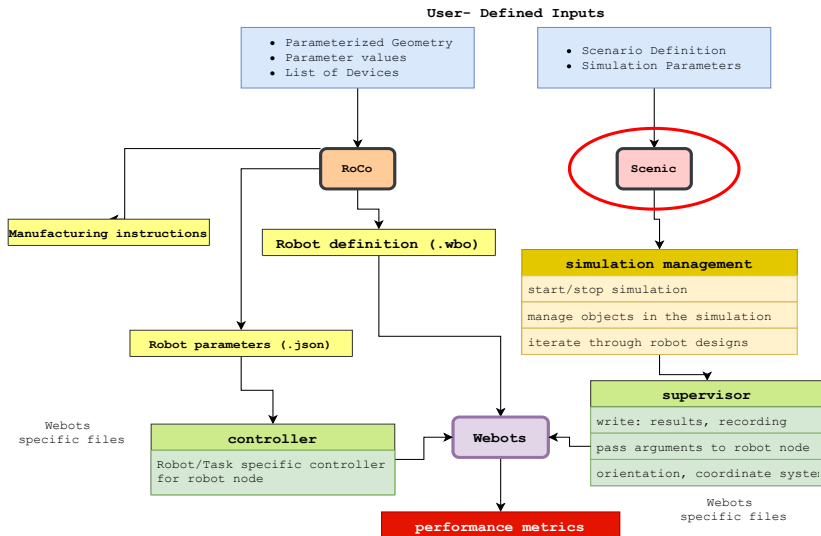 User- Defined Inputs
• Parameterized Geometry
• Parameter values
• List of Devices
• Scenario Definition
• Simulation Parameters
RoCo
Scenic
Manufacturing instructions
Robot definition (.wbo)
simulation management
start/stop simulation
manage objects in the simulation
iterate through robot designs
Robot parameters (.json)
supervisor
write: results, recording
pass arguments to robot node
orientation, coordinate system
Webots
specific files
controller
Robot/Task specific controller
for robot node
Webots
Webots
specific files
performance metrics